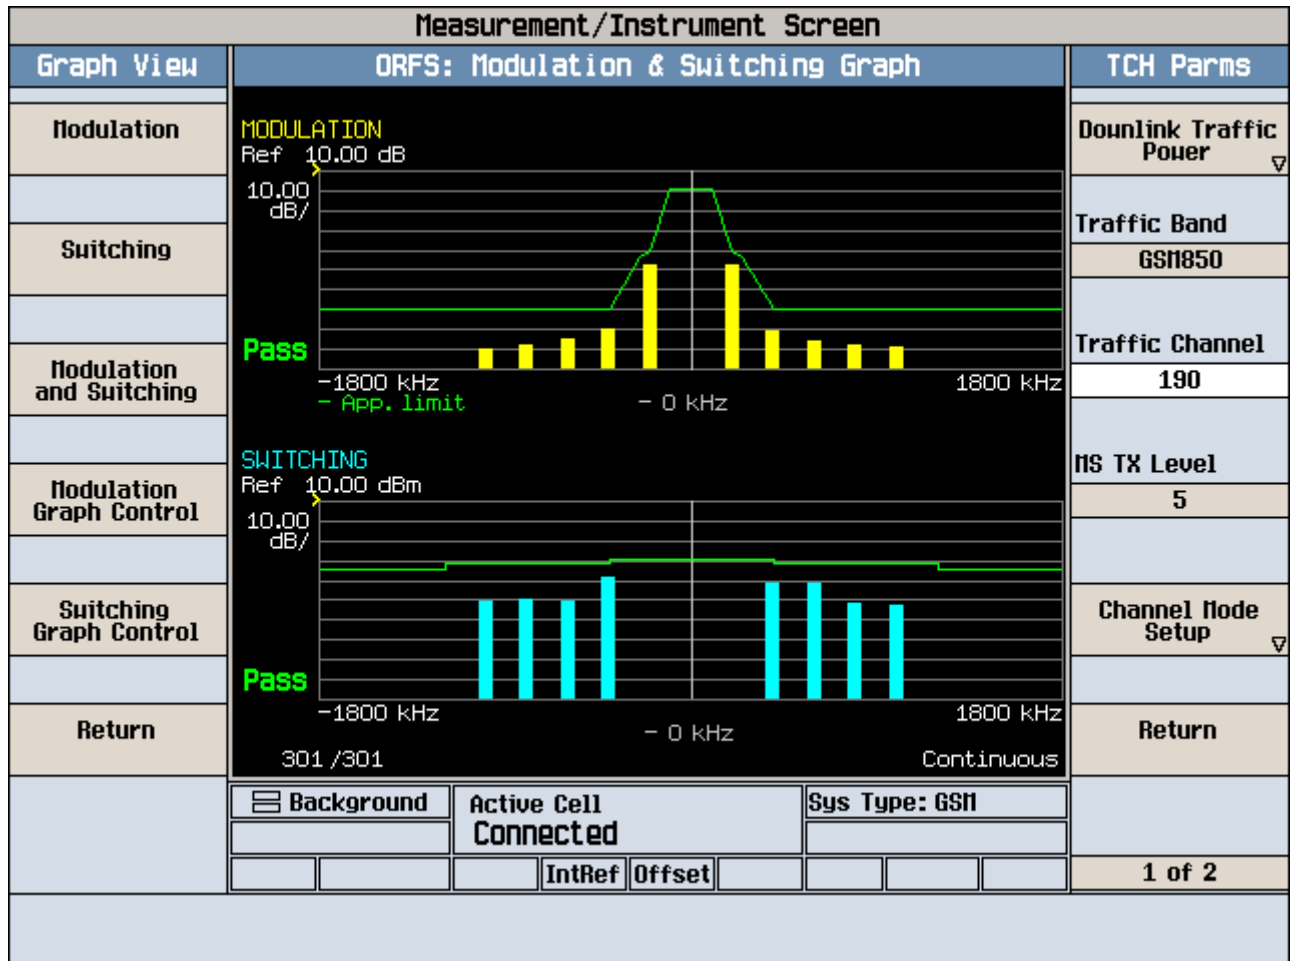 Measurement/Instrument Screen
Graph View
Modulation
Switching
Modulation
and Switching
Modulation
Graph Control
Switching
Graph Control
Return
ORFS: Modulation & Switching Graph
MODULATION
Ref 10.00 dB
10.00
dB/
Pass
-1800 kHz
1800 kHz
- App. limit
- 0 kHz
SWITCHING
Ref 10.00 dBm
10.00
dB/
Pass
-1800 kHz
1800 kHz
- 0 kHz
301 /301
Continuous
Background
Active Cell
Connected
Sys Type: GSM
IntRef
Offset
TCH Parms
Downlink Traffic
Power
Traffic Band
GSM850
Traffic Channel
190
MS TX Level
5
Channel Mode
Setup
Return
1 of 2